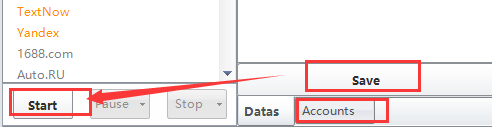 TextNow
Yandex
1688.com
Auto.RU
Save
Start Pause Stop
Datas Accounts